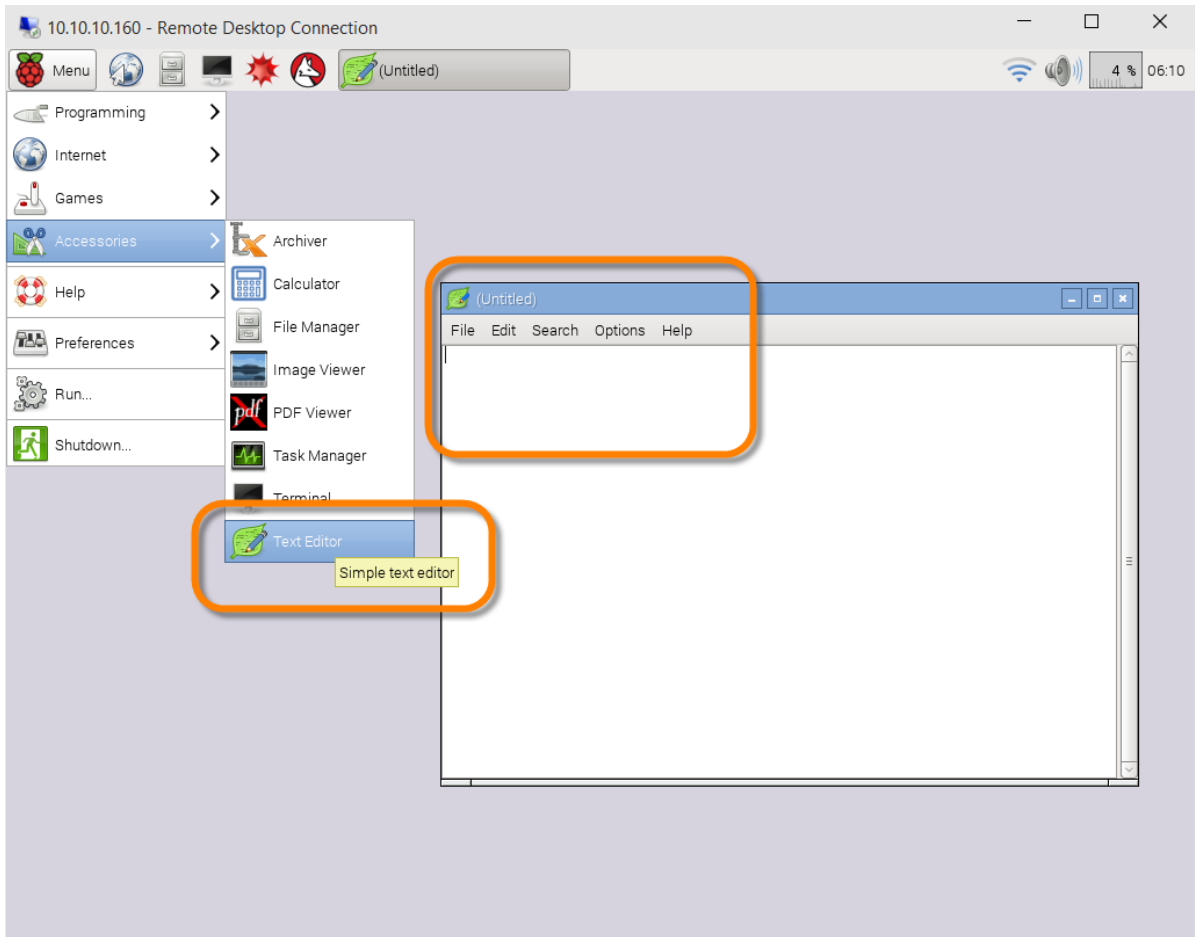 10.10.10.160 - Remote Desktop Connection
Menu
(Untitled)
4 %
06:10
Programming
Internet
Games
Accessories
Help
Preferences
Run...
Shutdown...
Archiver
Calculator
File Manager
Image Viewer
pdf PDF Viewer
Task Manager
Terminal
Text Editor
Simple text editor
(Untitled)
File Edit Search Options Help